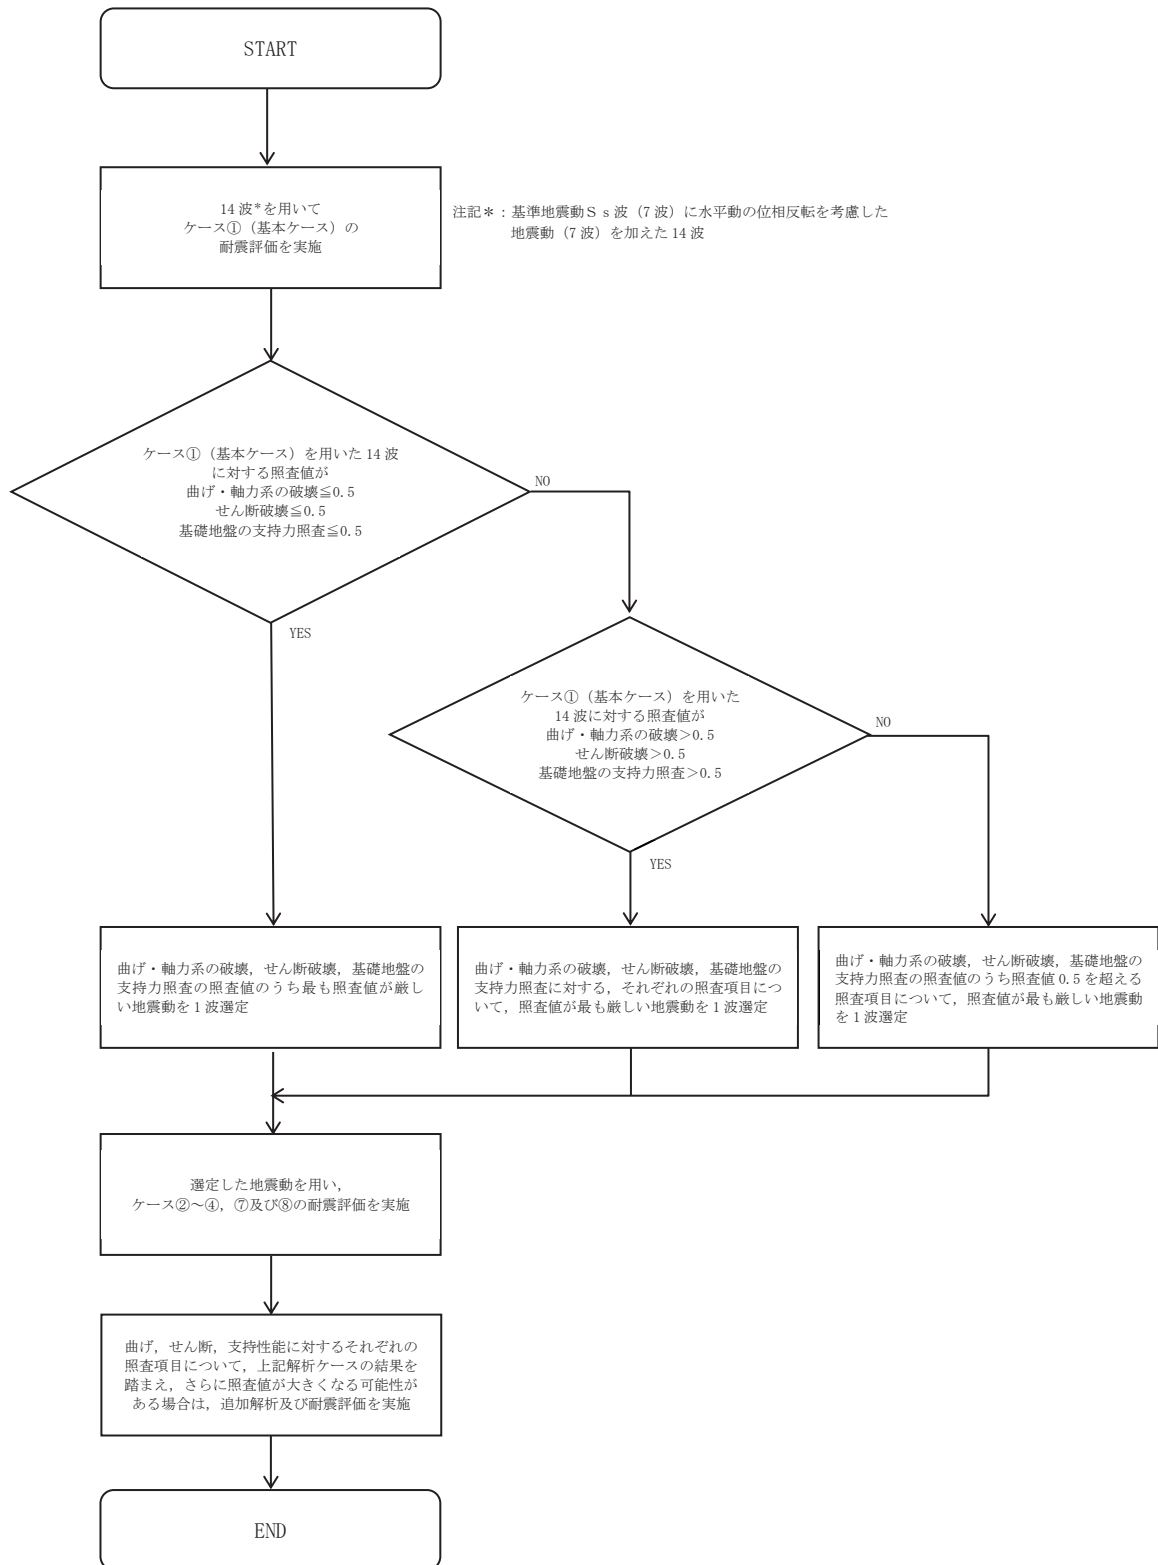 START
14 波*を用いて
ケース①（基本ケース）の
耐震評価を実施
注記＊：基準地震動Ｓｓ波（7 波）に水平動の位相反転を考慮した
地震動（7 波）を加えた 14 波
ケース①（基本ケース）を用いた 14 波
に対する照査値が
曲げ・軸力系の破壊≦0.5
せん断破壊≦0.5
基礎地盤の支持力照査≦0.5
NO
YES
ケース①（基本ケース）を用いた
14 波に対する照査値が
曲げ・軸力系の破壊＞0.5
せん断破壊＞0.5
基礎地盤の支持力照査＞0.5
NO
YES
曲げ・軸力系の破壊，せん断破壊，基礎地盤の
支持力照査の照査値のうち最も照査値が厳し
い地震動を 1 波選定
曲げ・軸力系の破壊，せん断破壊，基礎地盤の
支持力照査に対する，それぞれの照査項目につ
いて，照査値が最も厳しい地震動を 1 波選定
曲げ・軸力系の破壊，せん断破壊，基礎地盤の
支持力照査の照査値のうち照査値 0.5 を超える
照査項目について，照査値が最も厳しい地震動
を 1 波選定
選定した地震動を用い，
ケース②～④，⑦及び⑧の耐震評価を実施
曲げ，せん断，支持性能に対するそれぞれの
照査項目について，上記解析ケースの結果を
踏まえ，さらに照査値が大きくなる可能性が
ある場合は，追加解析及び耐震評価を実施
END